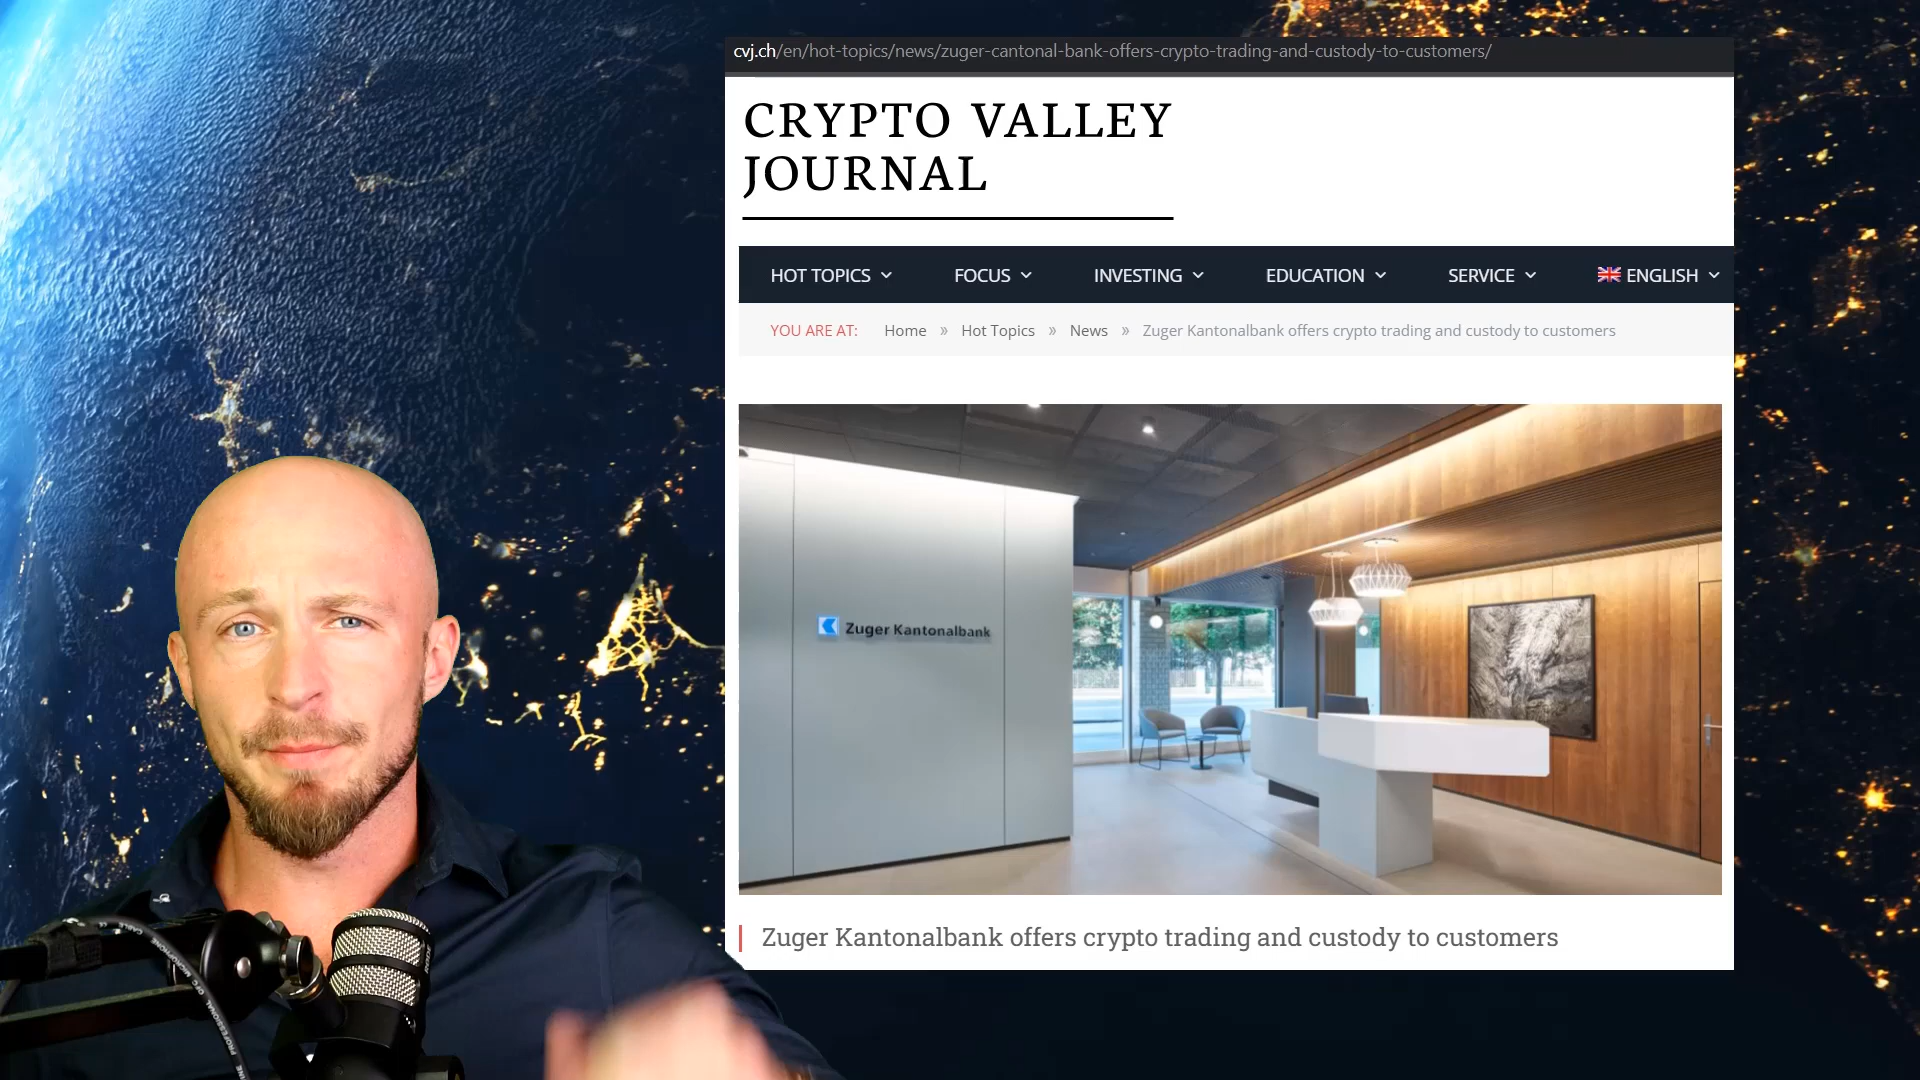 cvj.ch/en/hot-topics/news/zuger-cantonal-bank-offers-crypto-trading-and-custody-to-customers/
CRYPTO VALLEY
JOURNAL
HOT TOPICS FOCUS INVESTING EDUCATION SERVICE ENGLISH
YOU ARE AT: Home » Hot Topics » News » Zuger Kantonalbank offers crypto trading and custody to customers
Zuger Kantonalbank
Zuger Kantonalbank offers crypto trading and custody to customers